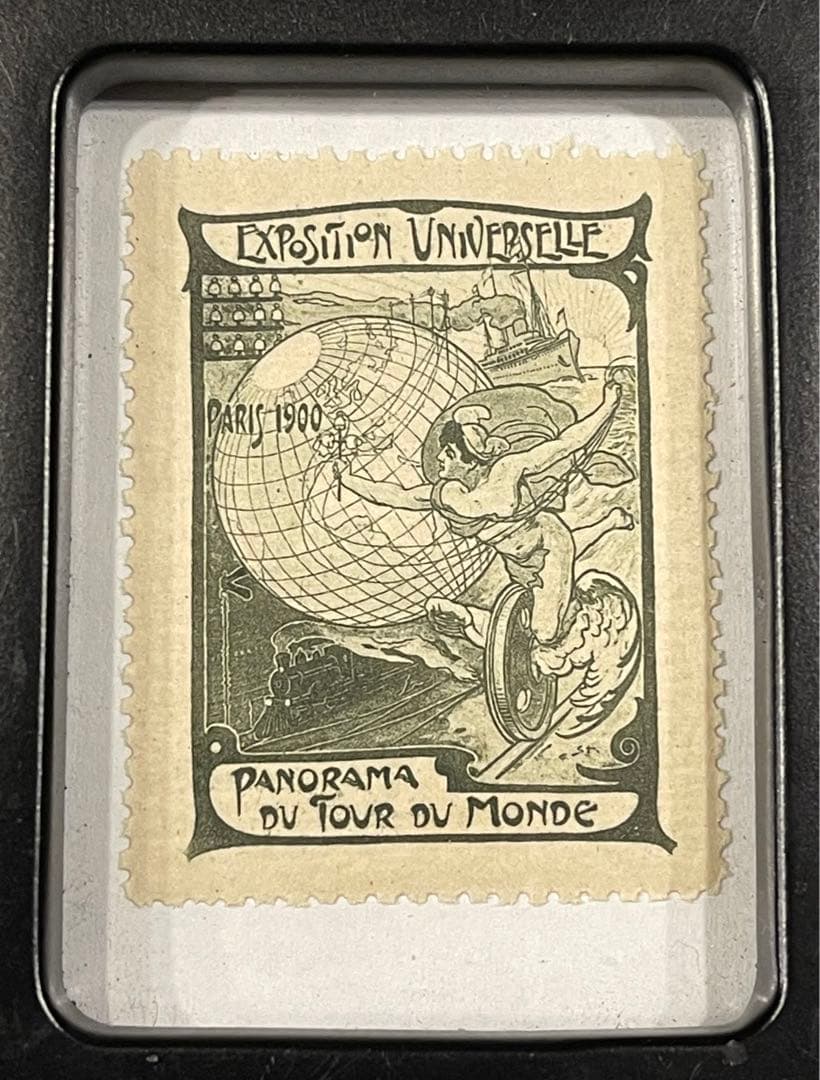 EXPOSITION UNIVERSELLE
PARIS 1900
PANORAMA
DU TOUR DU MONDE